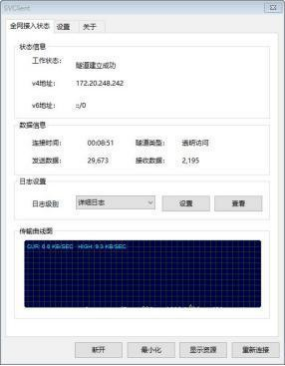 SVClient
全网接入状态 设置 关于
状态信息
工作状态: 隧道建立成功
v4地址: 172.20.248.242
v6地址: ::/0
数据信息
连接时间: 00:08:51 隧道类型: 透明访问
发送数据: 29,673 接收数据: 2,195
日志设置
日志级别 详细日志 设置 查看
传输曲线图
CUR: 0.0 KB/SEC HIGH: 9.5 KB/SEC
断开 最小化 显示资源 重新连接